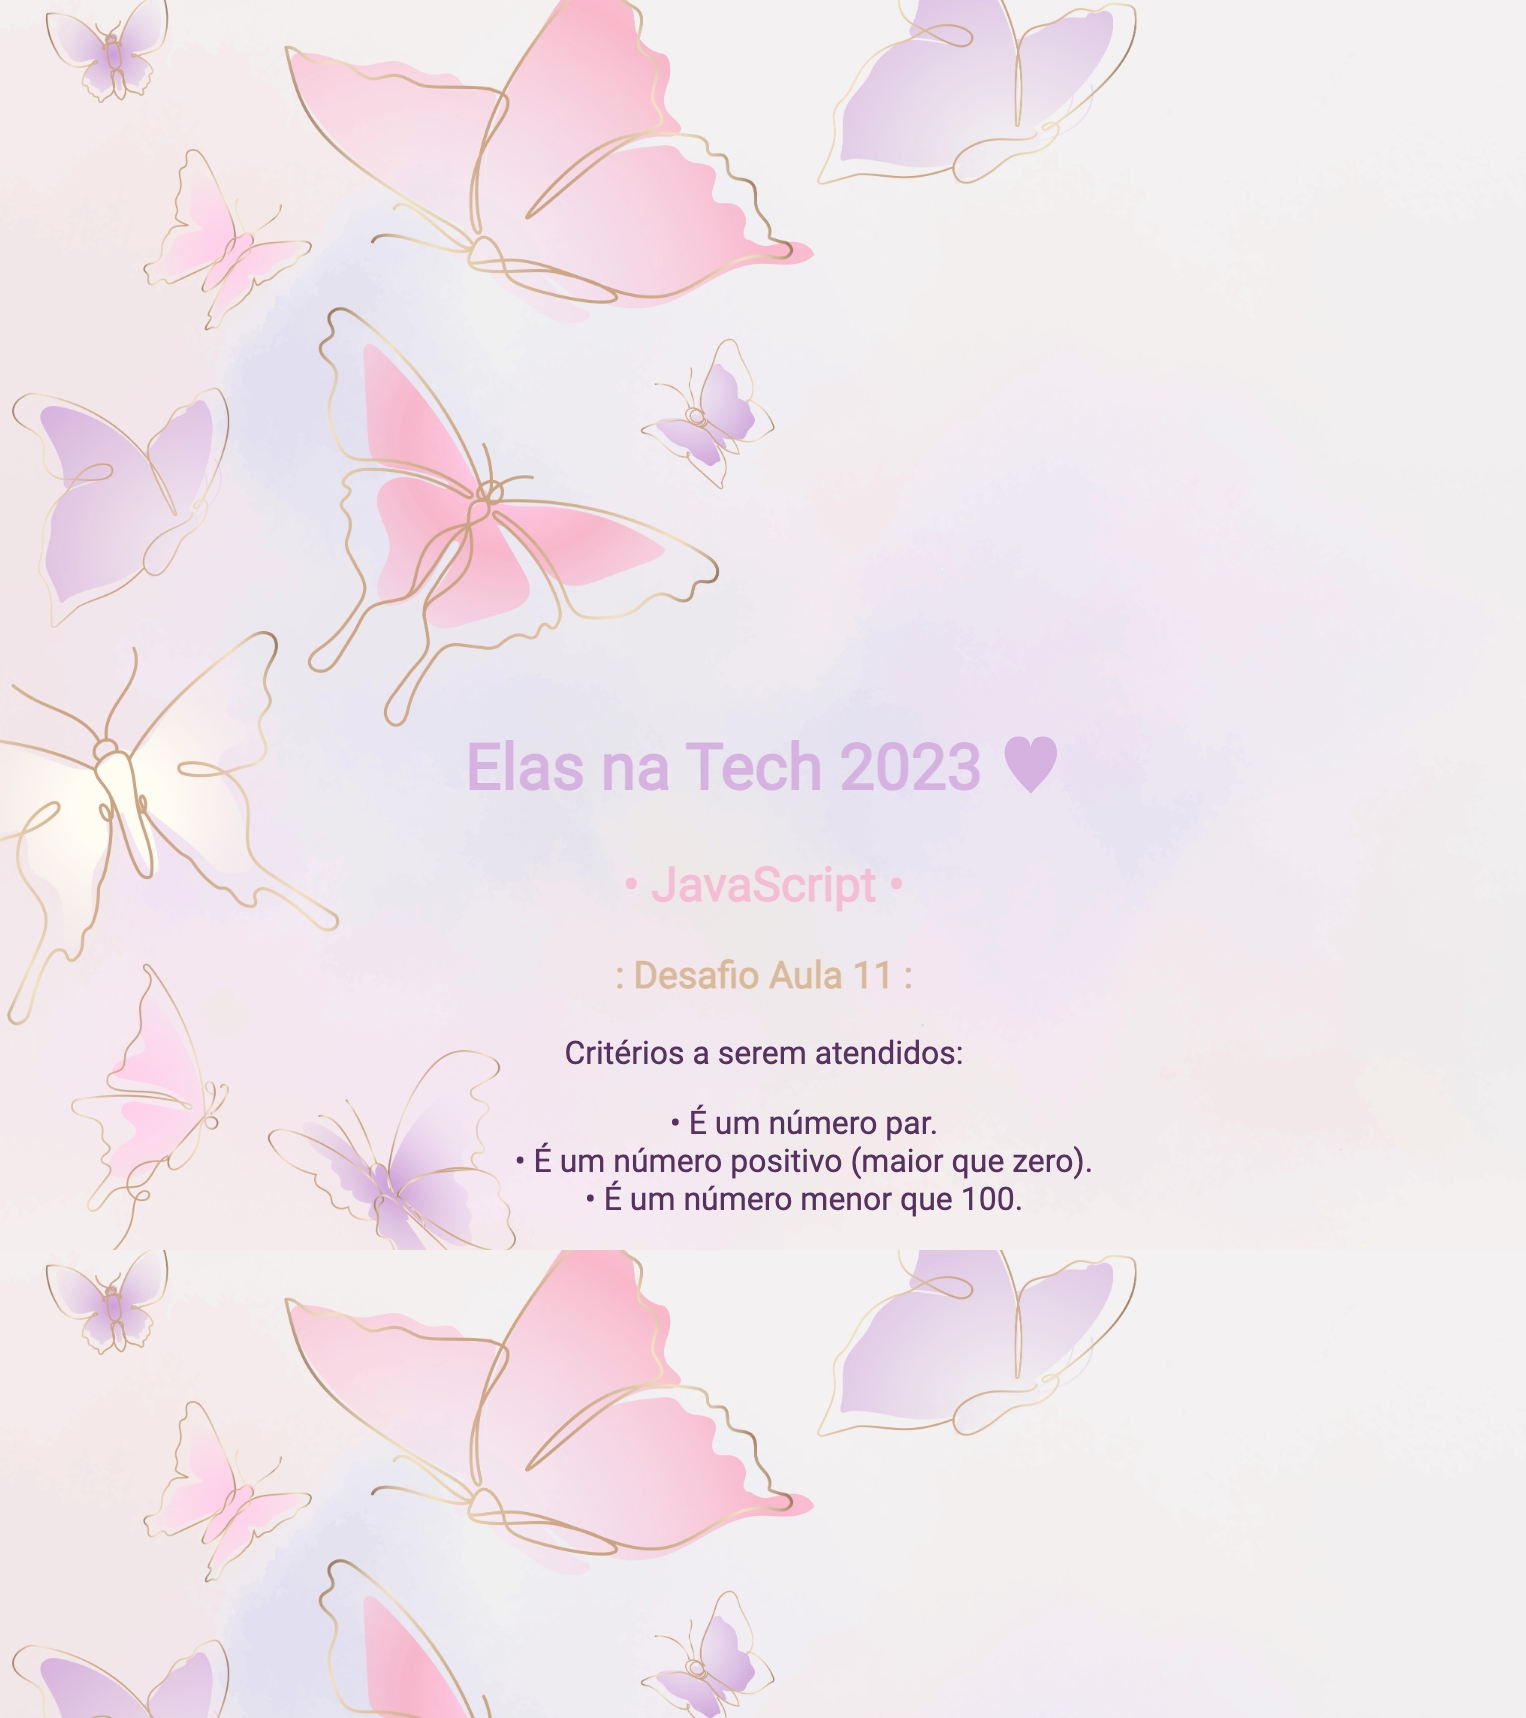 Elas na Tech 2023 ♥
• JavaScript •
: Desafio Aula 11 :
Critérios a serem atendidos:
• É um número par.
• É um número positivo (maior que zero).
• É um número menor que 100.